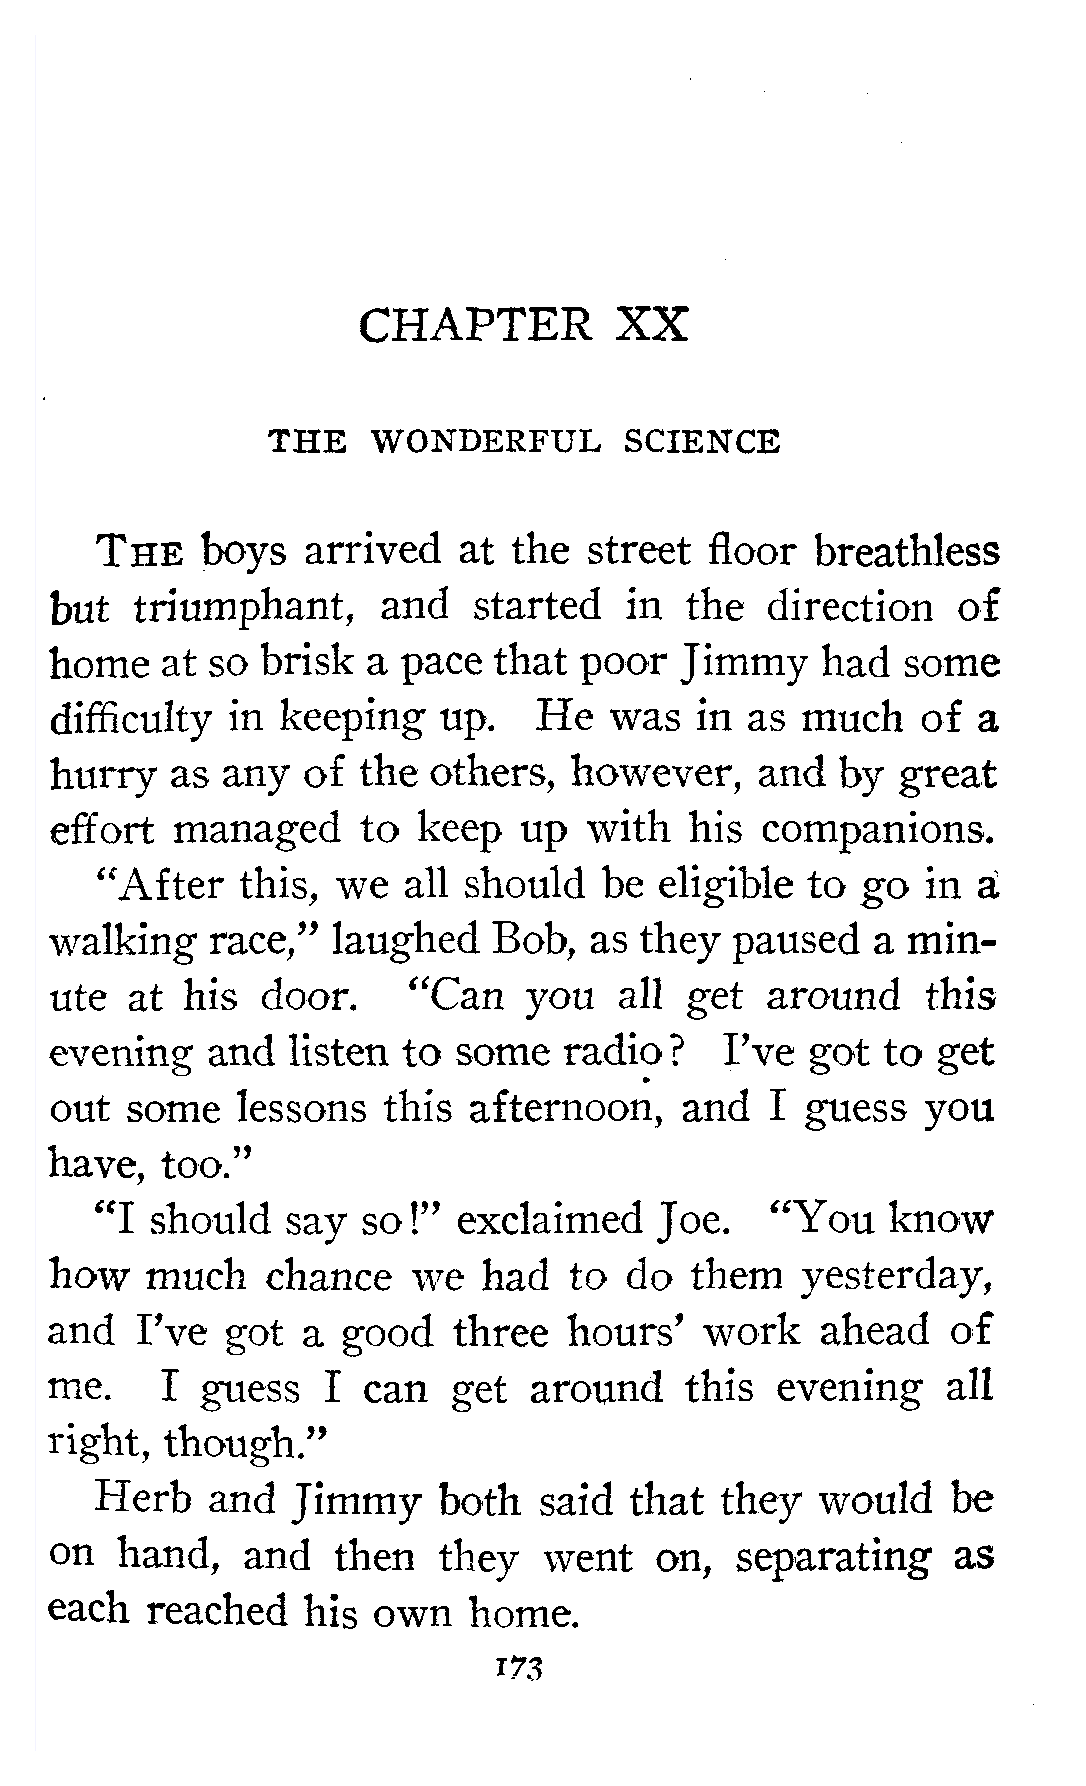 CHAPTER XX
THE WONDERFUL SCIENCE
THE boys arrived at the street floor breathless
but triumphant, and started in the direction of
home at so brisk a pace that poor Jimmy had some
difficulty in keeping up. He was in as much of a
hurry as any of the others, however, and by great
effort managed to keep up with his companions.
"After this, we all should be eligible to go in a
walking race," laughed Bob, as they paused a min-
ute at his door. "Can you all get around this
evening and listen to some radio? I've got to get
out some lessons this afternoon, and I guess you
have, too."
"I should say so!" exclaimed Joe. "You know
how much chance we had to do them yesterday,
and I've got a good three hours' work ahead of
me. I guess I can get around this evening all
right, though."
Herb and Jimmy both said that they would be
on hand, and then they went on, separating as
each reached his own home.
173